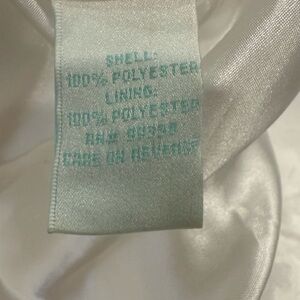 SHELL:
100% POLYESTER
LINING:
100% POLYESTER
RN#
CARE ON REVERSE